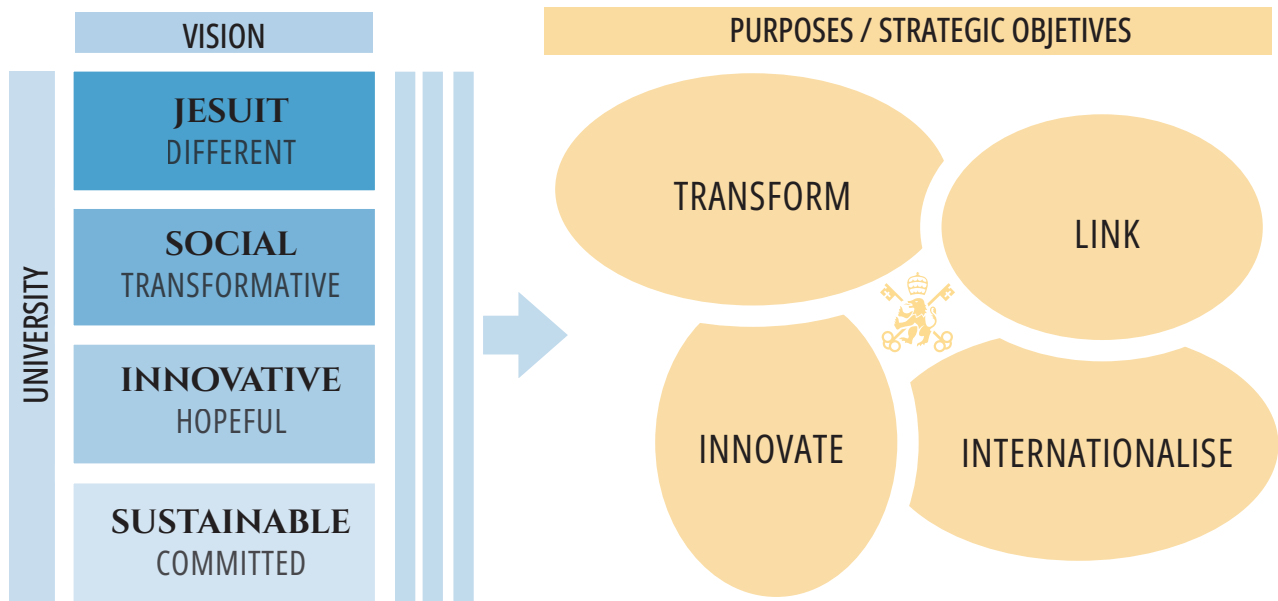 VISION
UNIVERSITY
JESUIT
DIFFERENT
SOCIAL
TRANSFORMATIVE
INNOVATIVE
HOPEFUL
SUSTAINABLE
COMMITTED
PURPOSES / STRATEGIC OBJETIVES
TRANSFORM
LINK
INNOVATE
INTERNATIONALISE